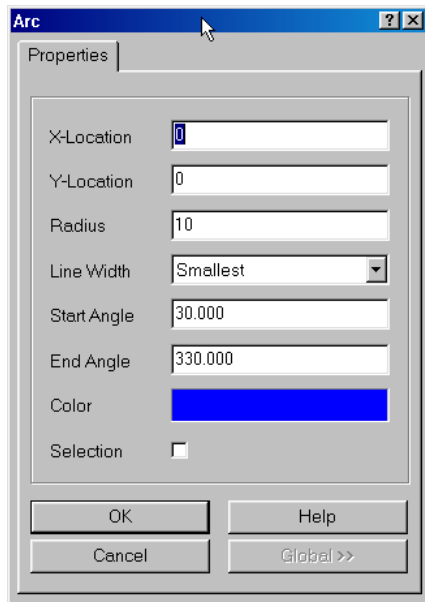 Arc
Properties
X-Location 0
Y-Location 0
Radius 10
Line Width Smallest
Start Angle 30.000
End Angle 330.000
Color
Selection
OK Help
Cancel Global >>